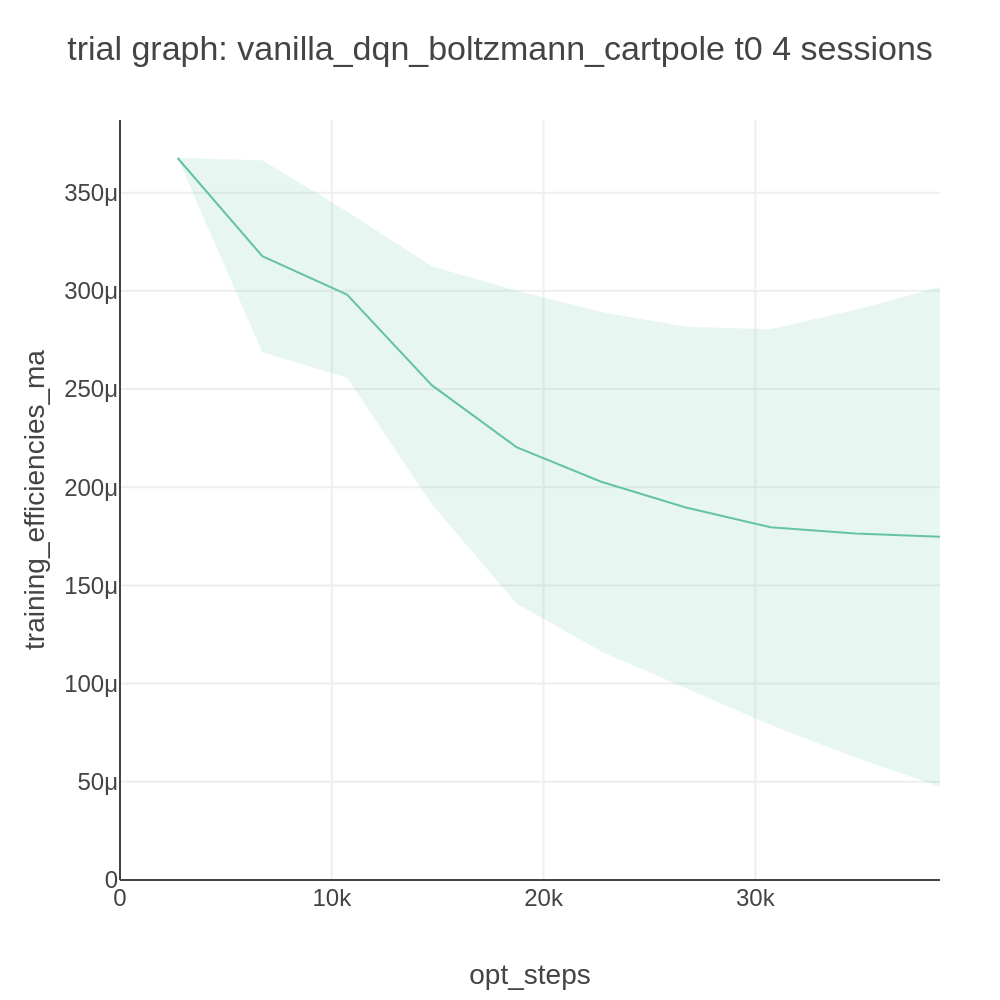 trial graph: vanilla_dqn_boltzmann_cartpole t0 4 sessions
training_efficiencies_ma
350μ
300μ
250μ
200μ
150μ
100μ
50μ
0
0 10k 20k 30k
opt_steps